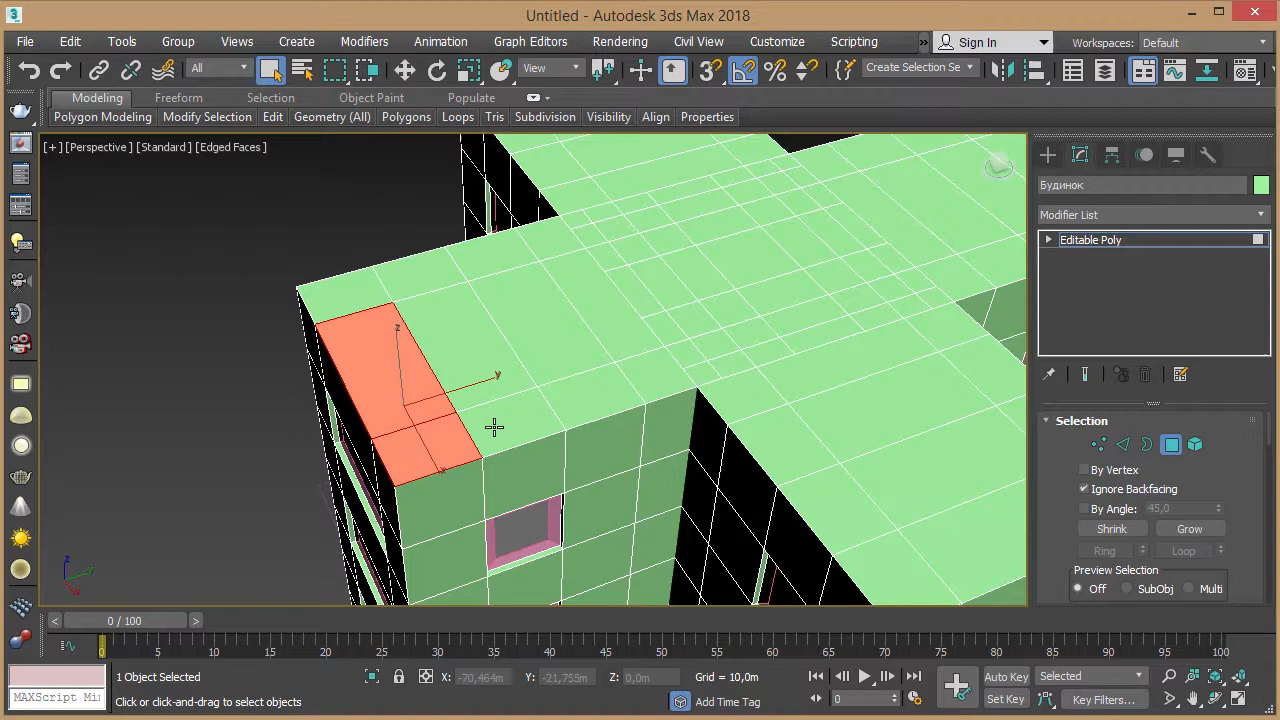 Untitled - Autodesk 3ds Max 2018
File Edit Tools Group Views Create Modifiers Animation Graph Editors Rendering Civil View Customize Scripting » Sign In Workspaces: Default
All View Create Selection Se
Modeling Freeform Selection Object Paint Populate
Polygon Modeling Modify Selection Edit Geometry (All) Polygons Loops Tris Subdivision Visibility Align Properties
[+] [Perspective] [Standard] [Edged Faces]
Будинок
Modifier List
Editable Poly
z
y
x
Selection
By Vertex
Ignore Backfacing
By Angle: 45,0
Shrink Grow
Ring Loop
Preview Selection
Off SubObj Multi
z
y
x
< 0 / 100 >
0 5 10 15 20 25 30 35 40 45 50 55 60 65 70 75 80 85 90 95 100
1 Object Selected X: -70,464m Y: -21,755m Z: 0,0m Grid = 10,0m Auto Key Selected
MAXScript Mi Click or click-and-drag to select objects Add Time Tag 0 Set Key Key Filters...